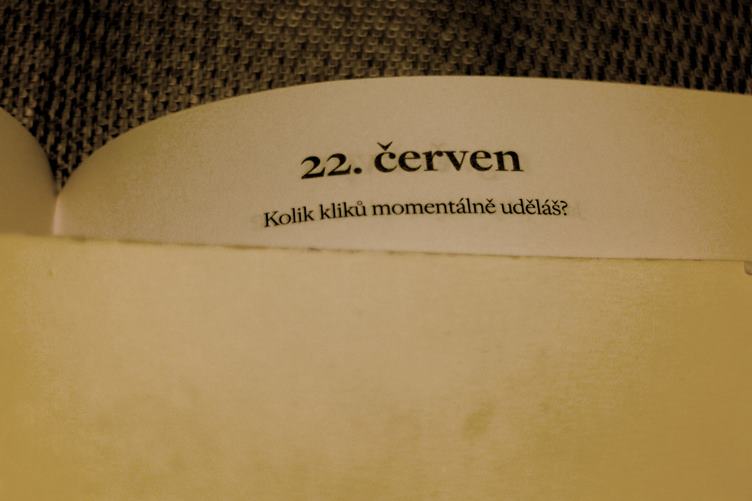 22. červen
Kolik kliků momentálně uděláš?